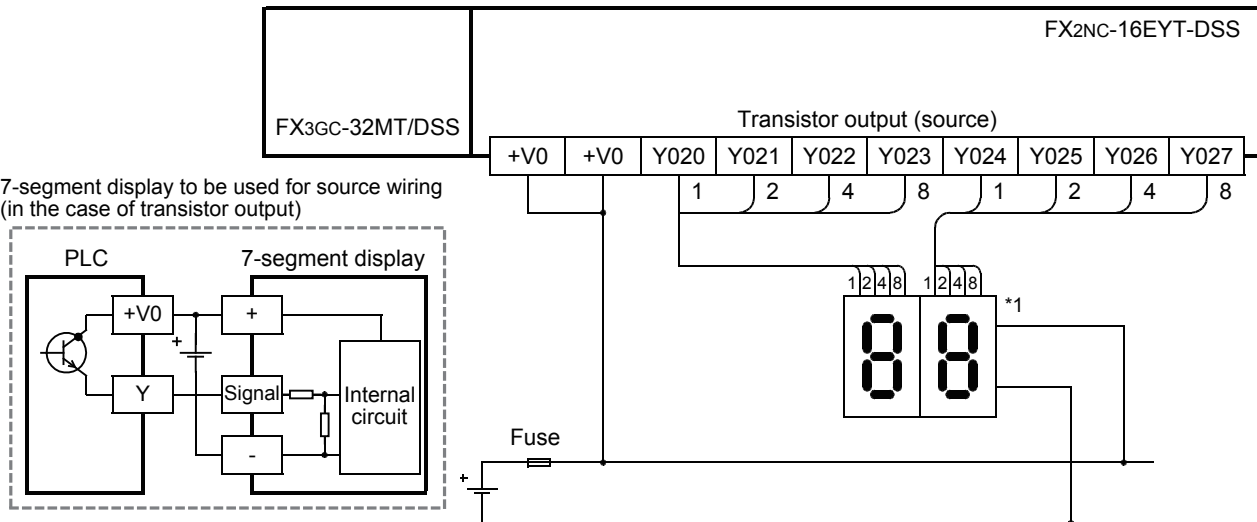 FX2NC-16EYT-DSS
FX3GC-32MT/DSS
Transistor output (source)
+V0 +V0 Y020 Y021 Y022 Y023 Y024 Y025 Y026 Y027
1 2 4 8 1 2 4 8
7-segment display to be used for source wiring
(in the case of transistor output)
PLC 7-segment display
+V0 +
+
Y Signal Internal
circuit
-
1 2 4 8 1 2 4 8
*1
Fuse
+